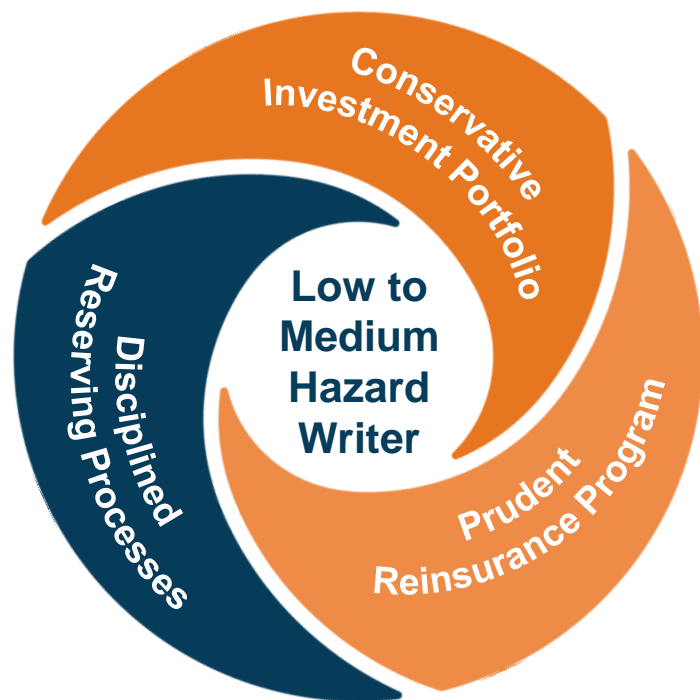 Conservative
Investment Portfolio
Low to
Medium
Hazard
Writer
Disciplined
Reserving Processes
Prudent
Reinsurance Program